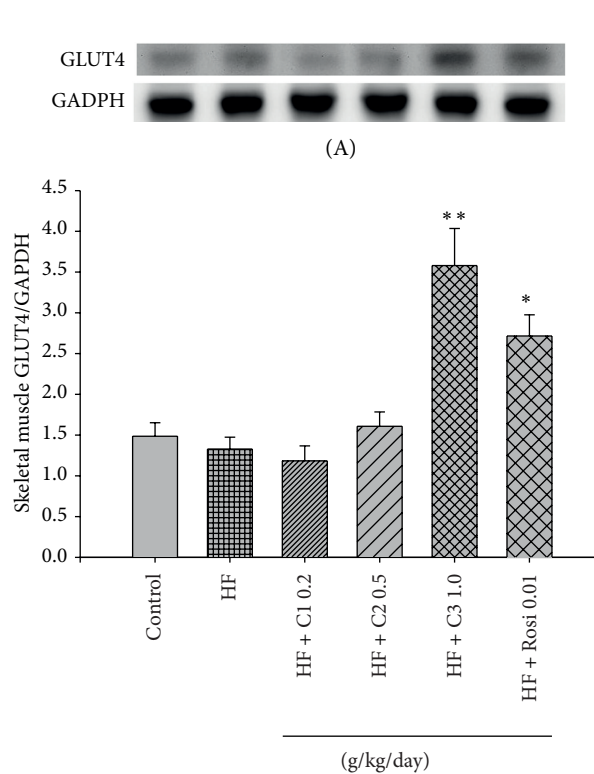 GLUT4
GADPH
(A)
Skeletal muscle GLUT4/GAPDH
4.5
4.0
3.5
3.0
2.5
2.0
1.5
1.0
0.5
0.0
**
*
Control
HF
HF + C1 0.2
HF + C2 0.5
HF + C3 1.0
HF + Rosi 0.01
(g/kg/day)